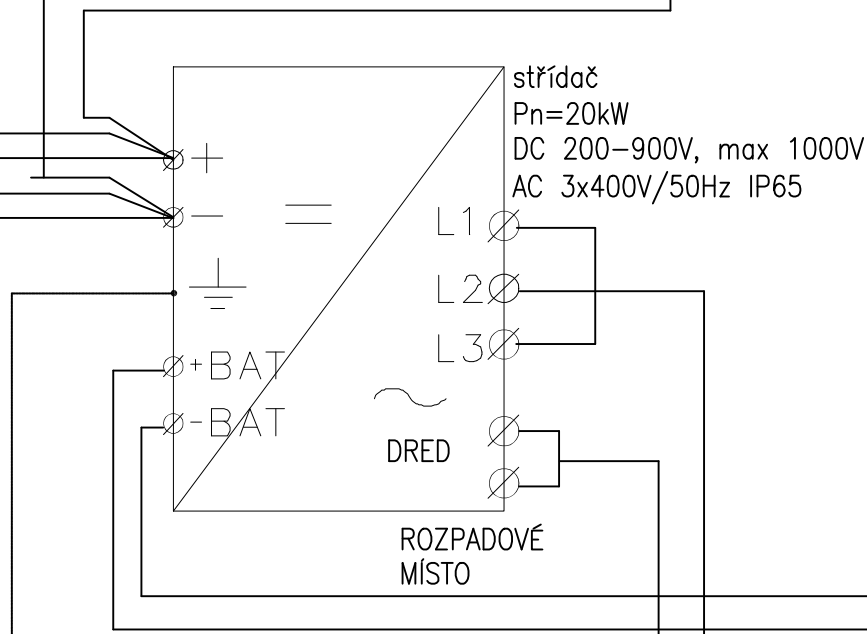 střídač
Pn=20kW
DC 200-900V, max 1000V
AC 3x400V/50Hz IP65
+
-
L1
L2
L3
+BAT
-BAT
DRED
ROZPADOVÉ
MÍSTO